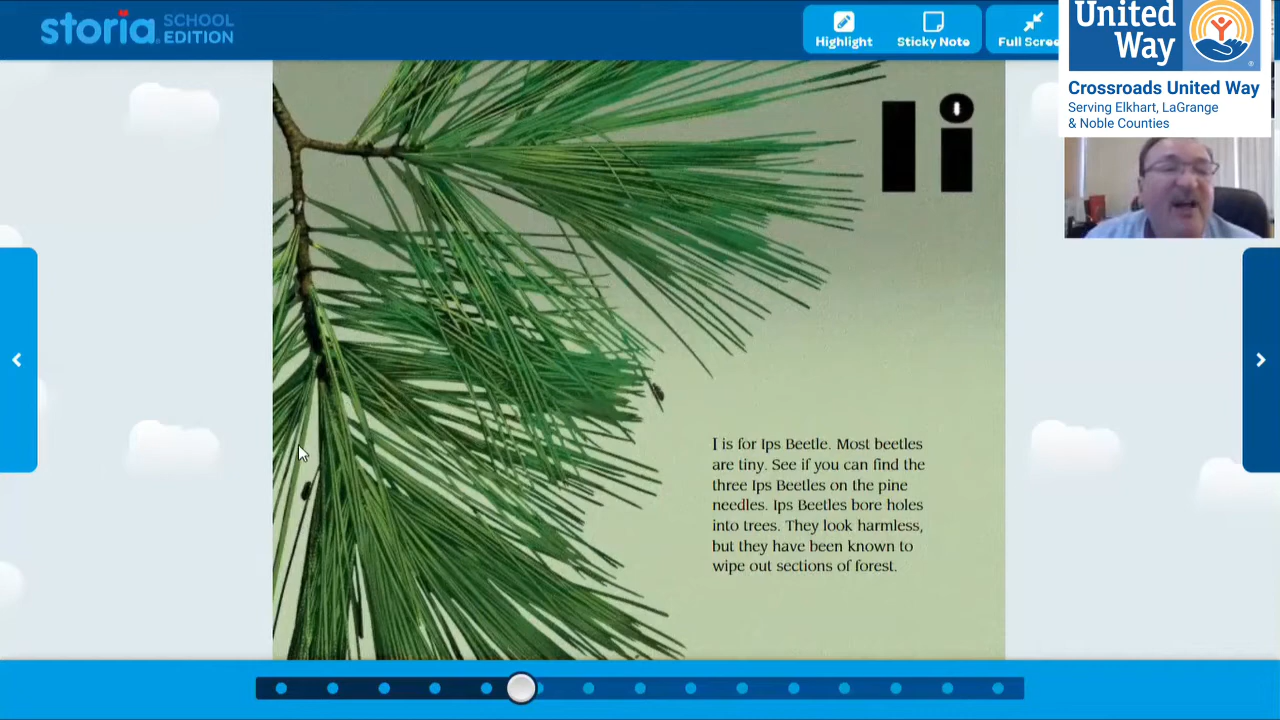 storia SCHOOL EDITION
Highlight
Sticky Note
Full Scree
United Way
Crossroads United Way
Serving Elkhart, LaGrange
& Noble Counties
I i
I is for Ips Beetle. Most beetles
are tiny. See if you can find the
three Ips Beetles on the pine
needles. Ips Beetles bore holes
into trees. They look harmless,
but they have been known to
wipe out sections of forest.